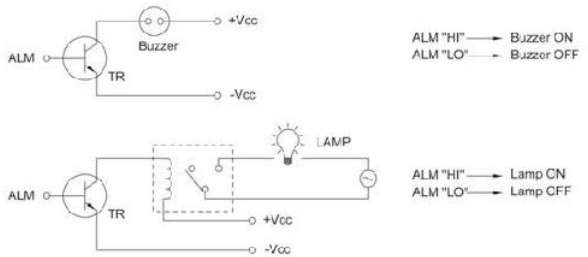 +Vcc
Buzzer
ALM
TR
-Vcc
ALM "HI" Buzzer ON
ALM "LO" Buzzer OFF
LAMP
ALM
TR
+Vcc
-Vcc
ALM "HI" Lamp ON
ALM "LO" Lamp OFF